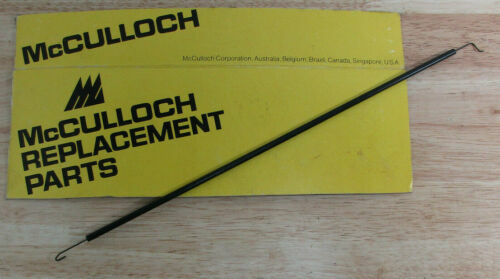 McCULLOCH
McCulloch Corporation, Australia, Belgium, Brazil, Canada, Singapore, U.S.A.
McCULLOCH
REPLACEMENT
PARTS